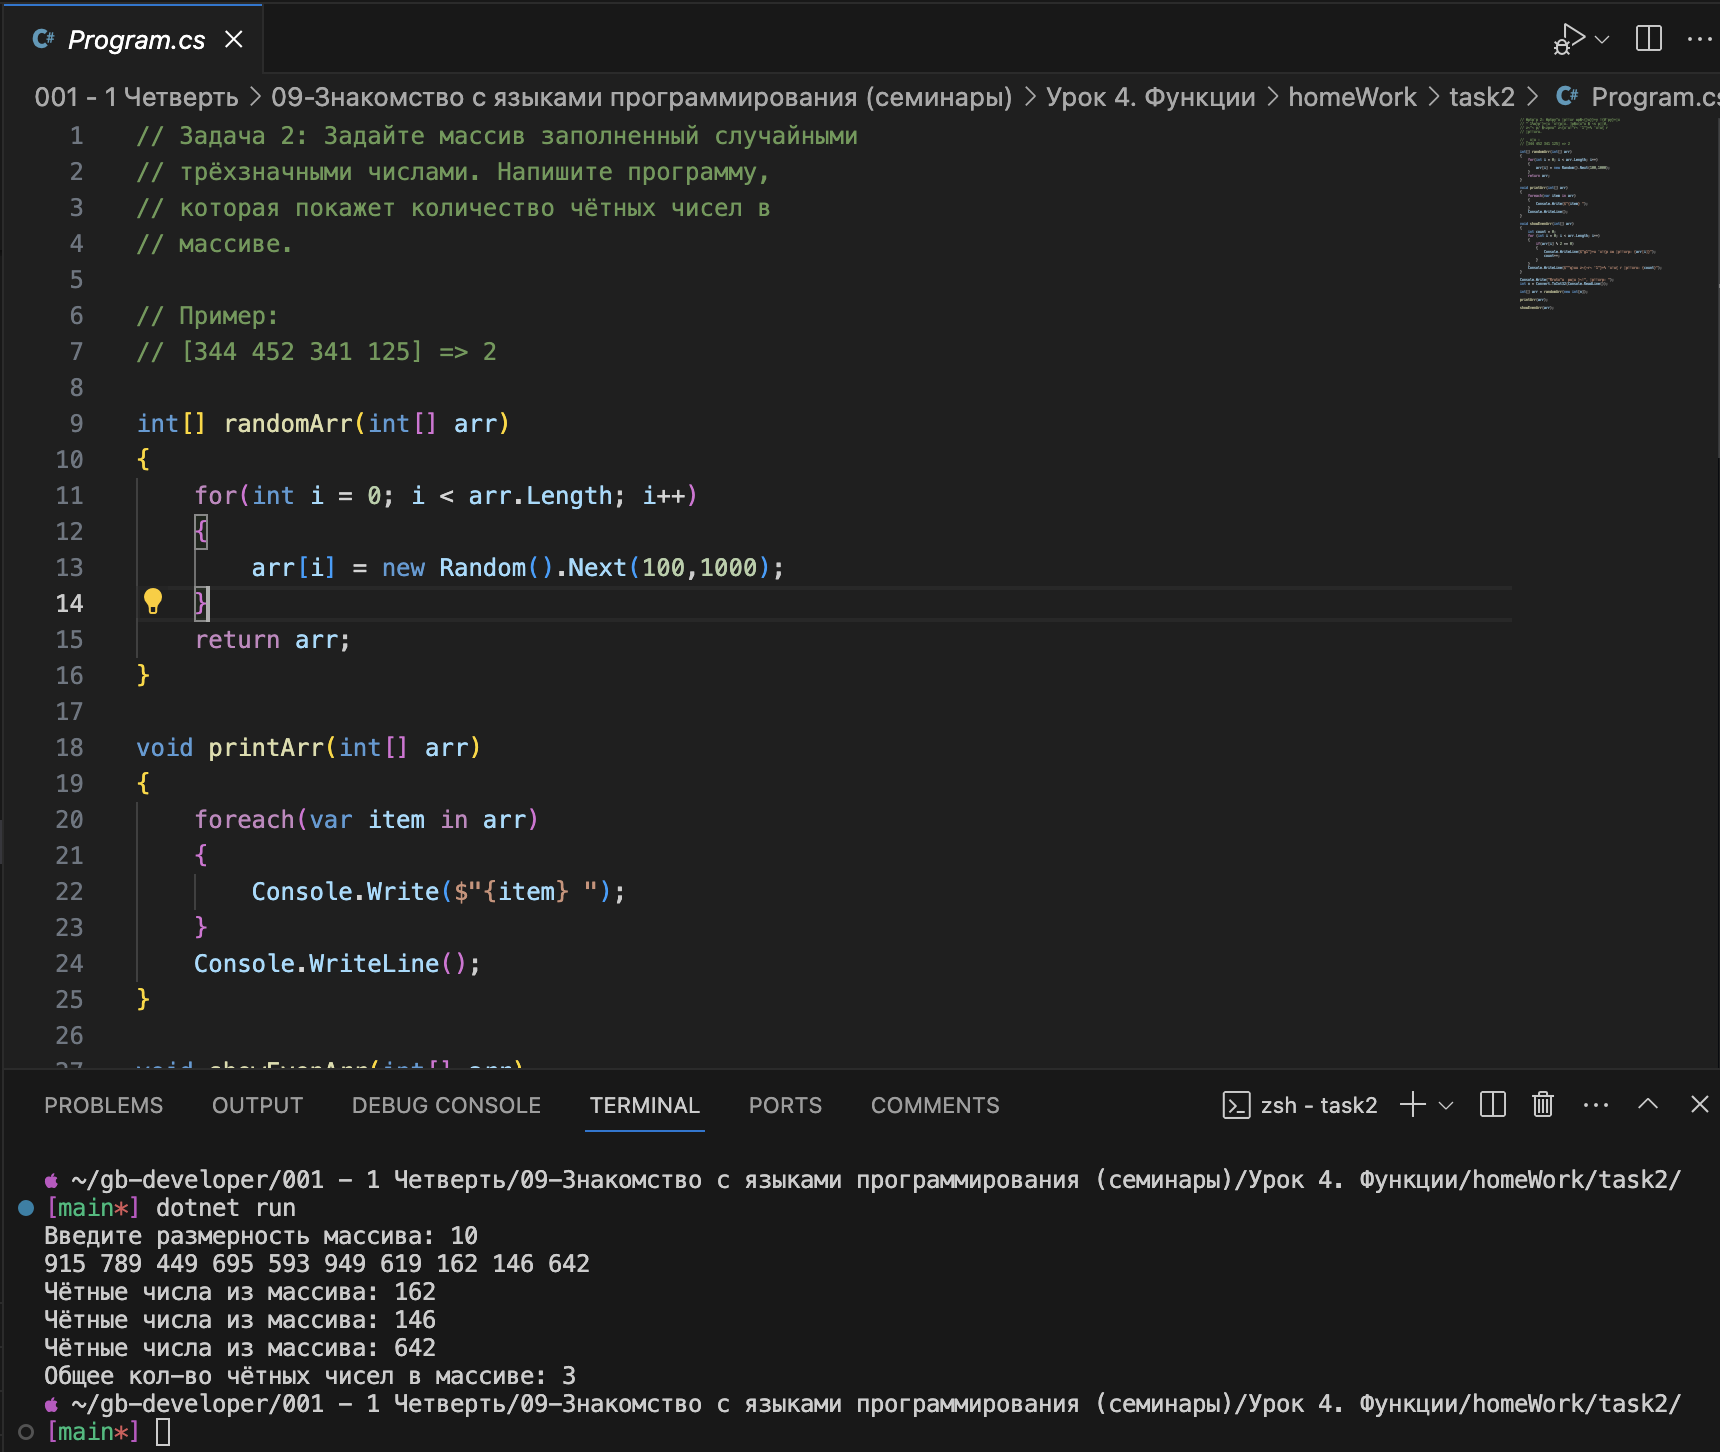 C# Program.cs
001 - 1 Четверть > 09-Знакомство с языками программирования (семинары) > Урок 4. Функции > homeWork > task2 > C# Program.cs
1 // Задача 2: Задайте массив заполненный случайными
2 // трёхзначными числами. Напишите программу,
3 // которая покажет количество чётных чисел в
4 // массиве.
5
6 // Пример:
7 // [344 452 341 125] => 2
8
9 int[] randomArr(int[] arr)
10 {
11 for(int i = 0; i < arr.Length; i++)
12 {
13 arr[i] = new Random().Next(100,1000);
14 }
15 return arr;
16 }
17
18 void printArr(int[] arr)
19 {
20 foreach(var item in arr)
21 {
22 Console.Write($"{item} ");
23 }
24 Console.WriteLine();
25 }
26
27 void showEvenArr(int[] arr)
PROBLEMS OUTPUT DEBUG CONSOLE TERMINAL PORTS COMMENTS zsh - task2
~/gb-developer/001 - 1 Четверть/09-Знакомство с языками программирования (семинары)/Урок 4. Функции/homeWork/task2/
[main*] dotnet run
Введите размерность массива: 10
915 789 449 695 593 949 619 162 146 642
Чётные числа из массива: 162
Чётные числа из массива: 146
Чётные числа из массива: 642
Общее кол-во чётных чисел в массиве: 3
~/gb-developer/001 - 1 Четверть/09-Знакомство с языками программирования (семинары)/Урок 4. Функции/homeWork/task2/
[main*]